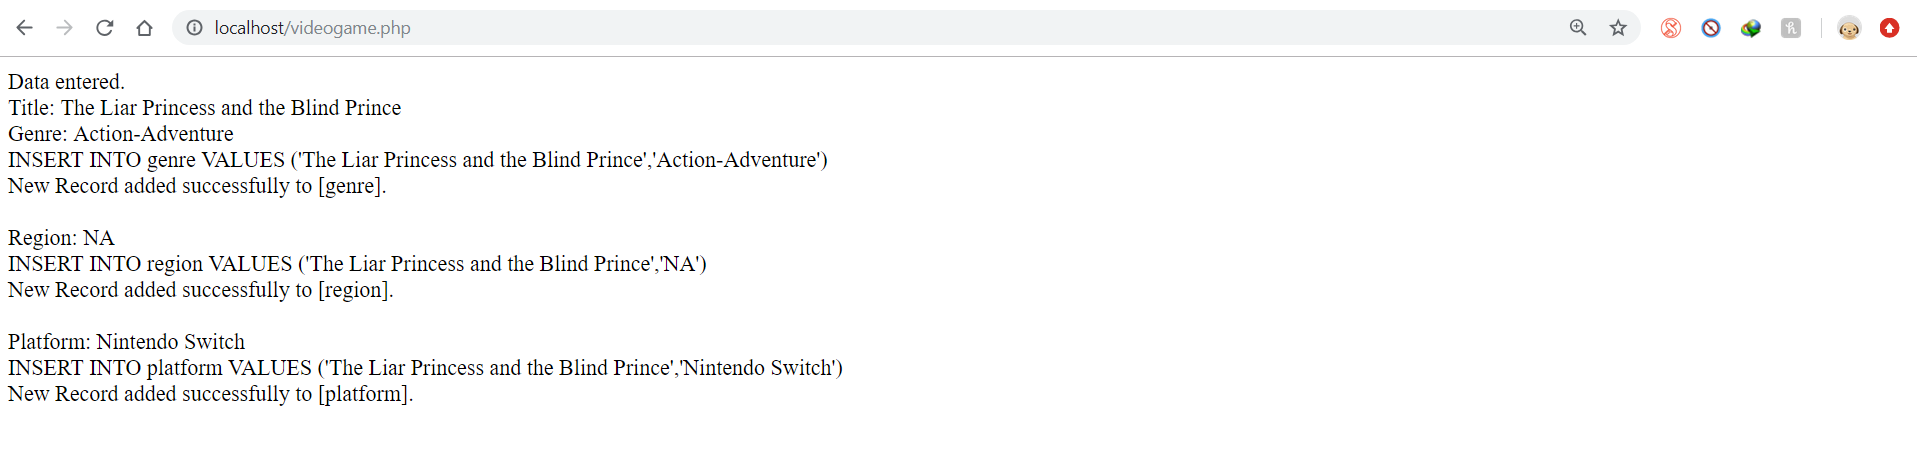 localhost/videogame.php
Data entered.
Title: The Liar Princess and the Blind Prince
Genre: Action-Adventure
INSERT INTO genre VALUES ('The Liar Princess and the Blind Prince','Action-Adventure')
New Record added successfully to [genre].
Region: NA
INSERT INTO region VALUES ('The Liar Princess and the Blind Prince','NA')
New Record added successfully to [region].
Platform: Nintendo Switch
INSERT INTO platform VALUES ('The Liar Princess and the Blind Prince','Nintendo Switch')
New Record added successfully to [platform].